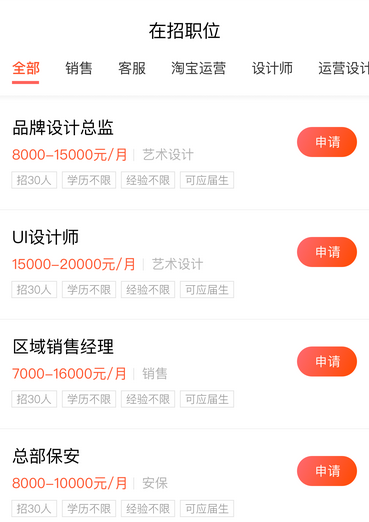 在招职位
全部 销售 客服 淘宝运营 设计师 运营设计
品牌设计总监
8000-15000元/月 艺术设计
申请
招30人 学历不限 经验不限 可应届生
UI设计师
15000-20000元/月 艺术设计
申请
招30人 学历不限 经验不限 可应届生
区域销售经理
7000-16000元/月 销售
申请
招30人 学历不限 经验不限 可应届生
总部保安
8000-10000元/月 安保
申请
招30人 学历不限 经验不限 可应届生